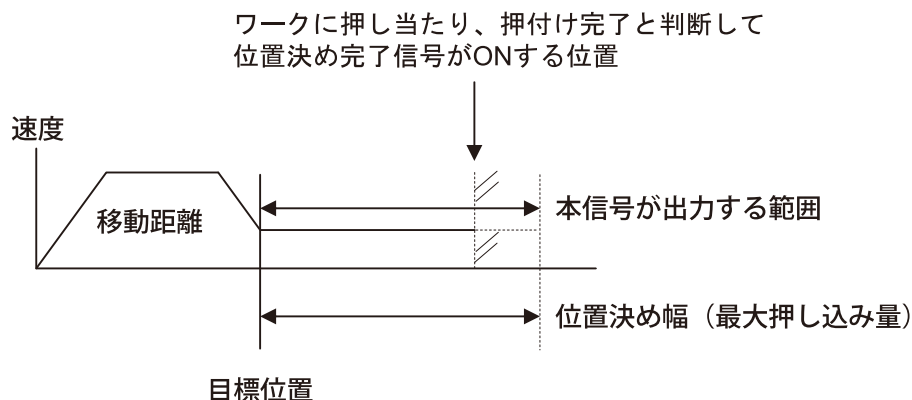 ワークに押し当たり、押付け完了と判断して
位置決め完了信号がONする位置
速度
移動距離
本信号が出力する範囲
位置決め幅（最大押し込み量）
目標位置